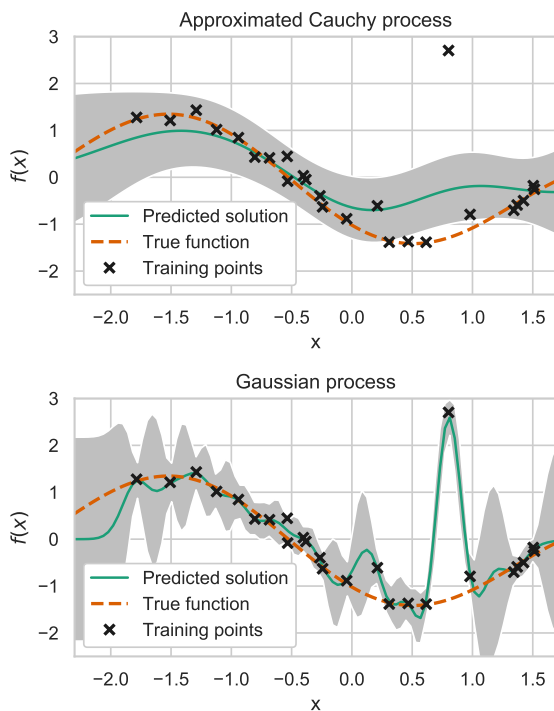 Approximated Cauchy process
3
2
1
0
−1
−2
f(x)
Predicted solution
True function
Training points
−2.0 −1.5 −1.0 −0.5 0.0 0.5 1.0 1.5
x
Gaussian process
3
2
1
0
−1
−2
f(x)
Predicted solution
True function
Training points
−2.0 −1.5 −1.0 −0.5 0.0 0.5 1.0 1.5
x